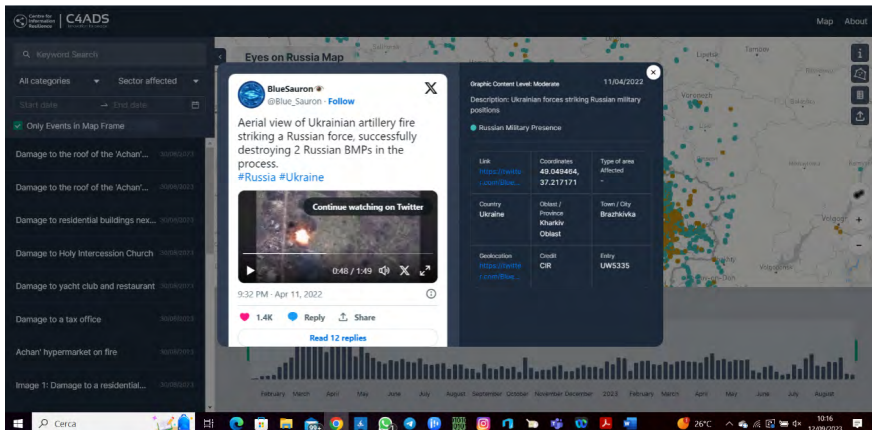 Centre for
Information
Resilience
C4ADS
Map
About
Keyword Search
All categories
Sector affected
Start date → End date
Only Events in Map Frame
Damage to the roof of the 'Achan'...
Damage to the roof of the 'Achan'...
Damage to residential buildings nex...
Damage to Holy Intercession Church
Damage to yacht club and restaurant
Damage to a tax office
Achan' hypermarket on fire
Image 1: Damage to a residential...
Eyes on Russia Map
BlueSauron
@Blue_Sauron · Follow
Aerial view of Ukrainian artillery fire
striking a Russian force, successfully
destroying 2 Russian BMPs in the
process.
#Russia #Ukraine
Continue watching on Twitter
0:48 / 1:49
9:32 PM · Apr 11, 2022
1.4K Reply Share
Read 12 replies
Graphic Content Level: Moderate
11/04/2022
Description: Ukrainian forces striking Russian military
positions
Russian Military Presence
Link
Coordinates
49.049464,
37.217171
Type of area
Affected
-
Country
Ukraine
Oblast /
Province
Kharkiv
Oblast
Town / City
Brazhkivka
Geolocation
Credit
CIR
Entry
UW5335
Lipetsk
Tambov
Voronezh
February March April May June July August September October November December 2023 February March April May June July August
Cerca
99+
26°C
10:16
12/09/2023